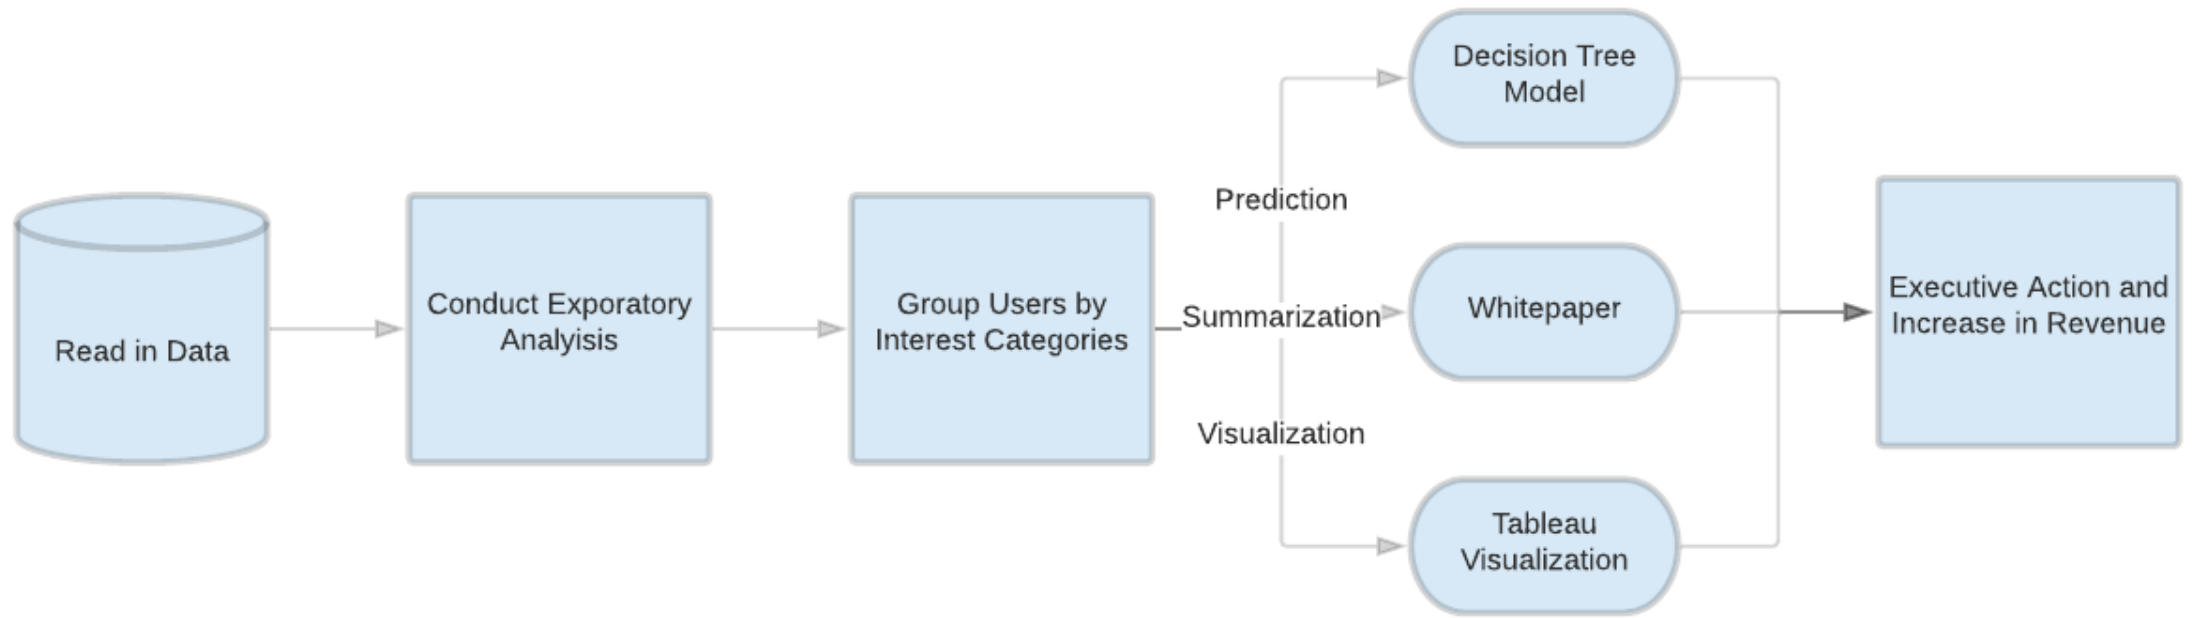 Read in Data
Conduct Exporatory
Analyisis
Group Users by
Interest Categories
Prediction
Summarization
Visualization
Decision Tree
Model
Whitepaper
Tableau
Visualization
Executive Action and
Increase in Revenue